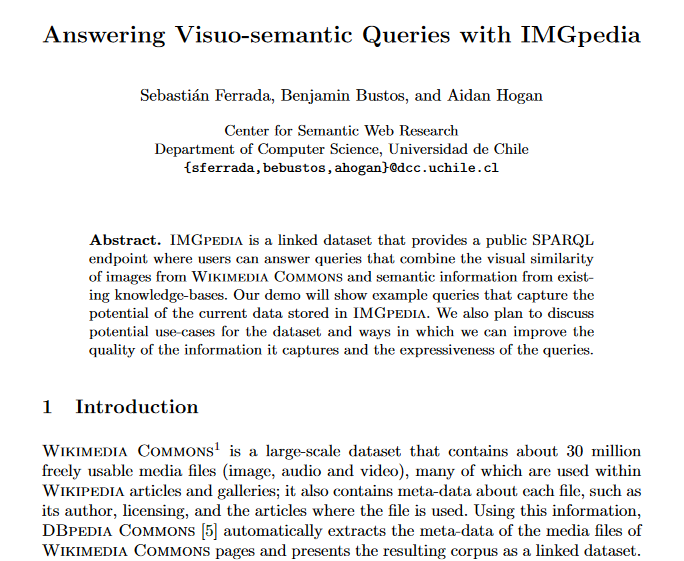 Answering Visuo-semantic Queries with IMGpedia
Sebastián Ferrada, Benjamin Bustos, and Aidan Hogan
Center for Semantic Web Research
Department of Computer Science, Universidad de Chile
{sferrada,bebustos,ahogan}@dcc.uchile.cl
Abstract. IMGpedia is a linked dataset that provides a public SPARQL
endpoint where users can answer queries that combine the visual similarity
of images from Wikimedia Commons and semantic information from exist-
ing knowledge-bases. Our demo will show example queries that capture the
potential of the current data stored in IMGpedia. We also plan to discuss
potential use-cases for the dataset and ways in which we can improve the
quality of the information it captures and the expressiveness of the queries.
1 Introduction
Wikimedia Commons¹ is a large-scale dataset that contains about 30 million
freely usable media files (image, audio and video), many of which are used within
Wikipedia articles and galleries; it also contains meta-data about each file, such as
its author, licensing, and the articles where the file is used. Using this information,
DBpedia Commons [5] automatically extracts the meta-data of the media files of
Wikimedia Commons pages and presents the resulting corpus as a linked dataset.